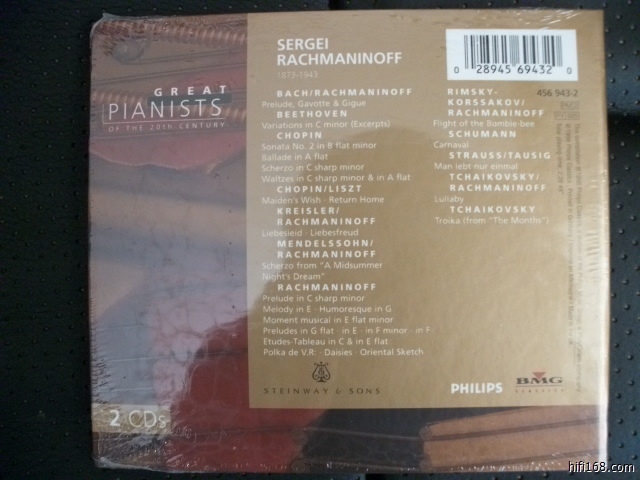 GREAT
PIANISTS
OF THE 20TH CENTURY
2 CDs
SERGEI
RACHMANINOFF
1873-1943
BACH/RACHMANINOFF
Prelude, Gavotte & Gigue
BEETHOVEN
Variations in C minor (Excerpts)
CHOPIN
Sonata No. 2 in B flat minor
Ballade in A flat
Scherzo in C sharp minor
Waltzes in C sharp minor & in A flat
CHOPIN/LISZT
Maiden's Wish · Return Home
KREISLER/
RACHMANINOFF
Liebesleid · Liebesfreud
MENDELSSOHN/
RACHMANINOFF
Scherzo from "A Midsummer
Night's Dream"
RACHMANINOFF
Prelude in C sharp minor
Melody in E · Humoresque in G
Moment musical in E flat minor
Preludes in G flat · in E · in F minor · in F
Etudes-Tableau in C & in E flat
Polka de V.R. · Daisies · Oriental Sketch
0 28945 69432 0
456 943-2
RIMSKY-
KORSSAKOV/
RACHMANINOFF
Flight of the Bumble-bee
SCHUMANN
Carnaval
STRAUSS/TAUSIG
Man lebt nur einmal
TCHAIKOVSKY/
RACHMANINOFF
Lullaby
TCHAIKOVSKY
Troika (from "The Months")
STEINWAY & SONS
PHILIPS
BMG
CLASSICS
hifi168.com